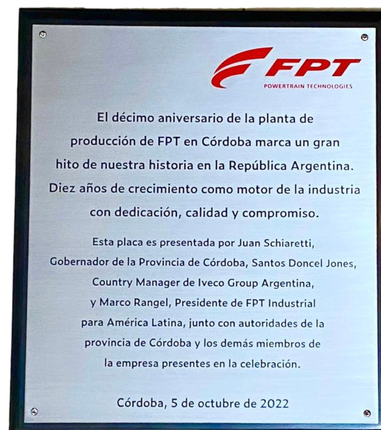 FPT
POWERTRAIN TECHNOLOGIES
El décimo aniversario de la planta de
producción de FPT en Córdoba marca un gran
hito de nuestra historia en la República Argentina.
Diez años de crecimiento como motor de la industria
con dedicación, calidad y compromiso.
Esta placa es presentada por Juan Schiaretti,
Gobernador de la Provincia de Córdoba, Santos Doncel Jones,
Country Manager de Iveco Group Argentina,
y Marco Rangel, Presidente de FPT Industrial
para América Latina, junto con autoridades de la
provincia de Córdoba y los demás miembros de
la empresa presentes en la celebración.
Córdoba, 5 de octubre de 2022